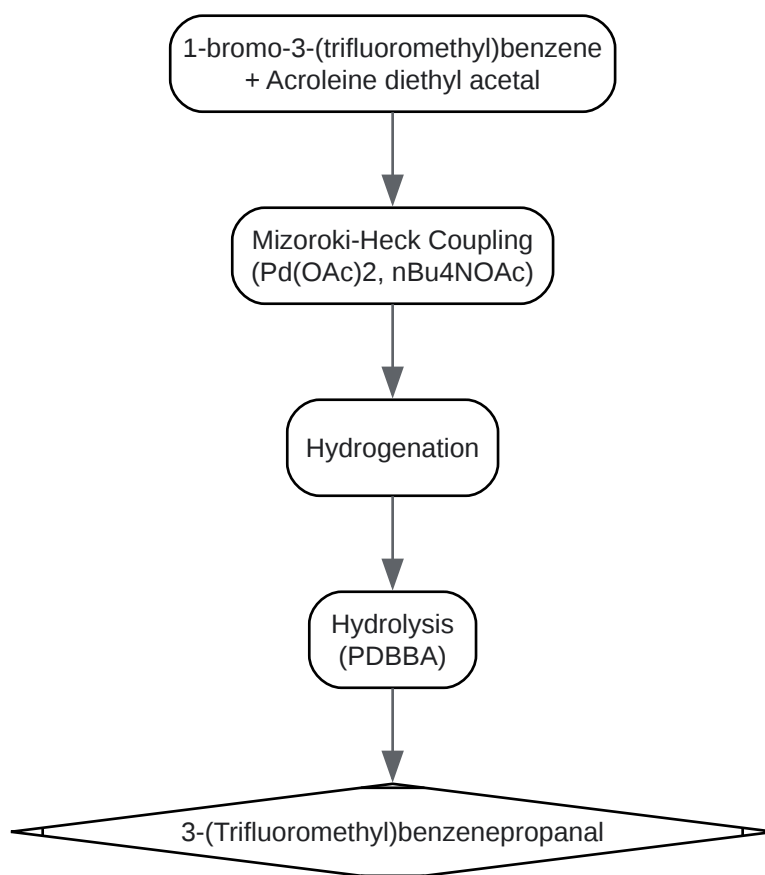 1-bromo-3-(trifluoromethyl)benzene
+ Acroleine diethyl acetal
Mizoroki-Heck Coupling
(Pd(OAc)2, nBu4NOAc)
Hydrogenation
Hydrolysis
(PDBBA)
3-(Trifluoromethyl)benzenepropanal